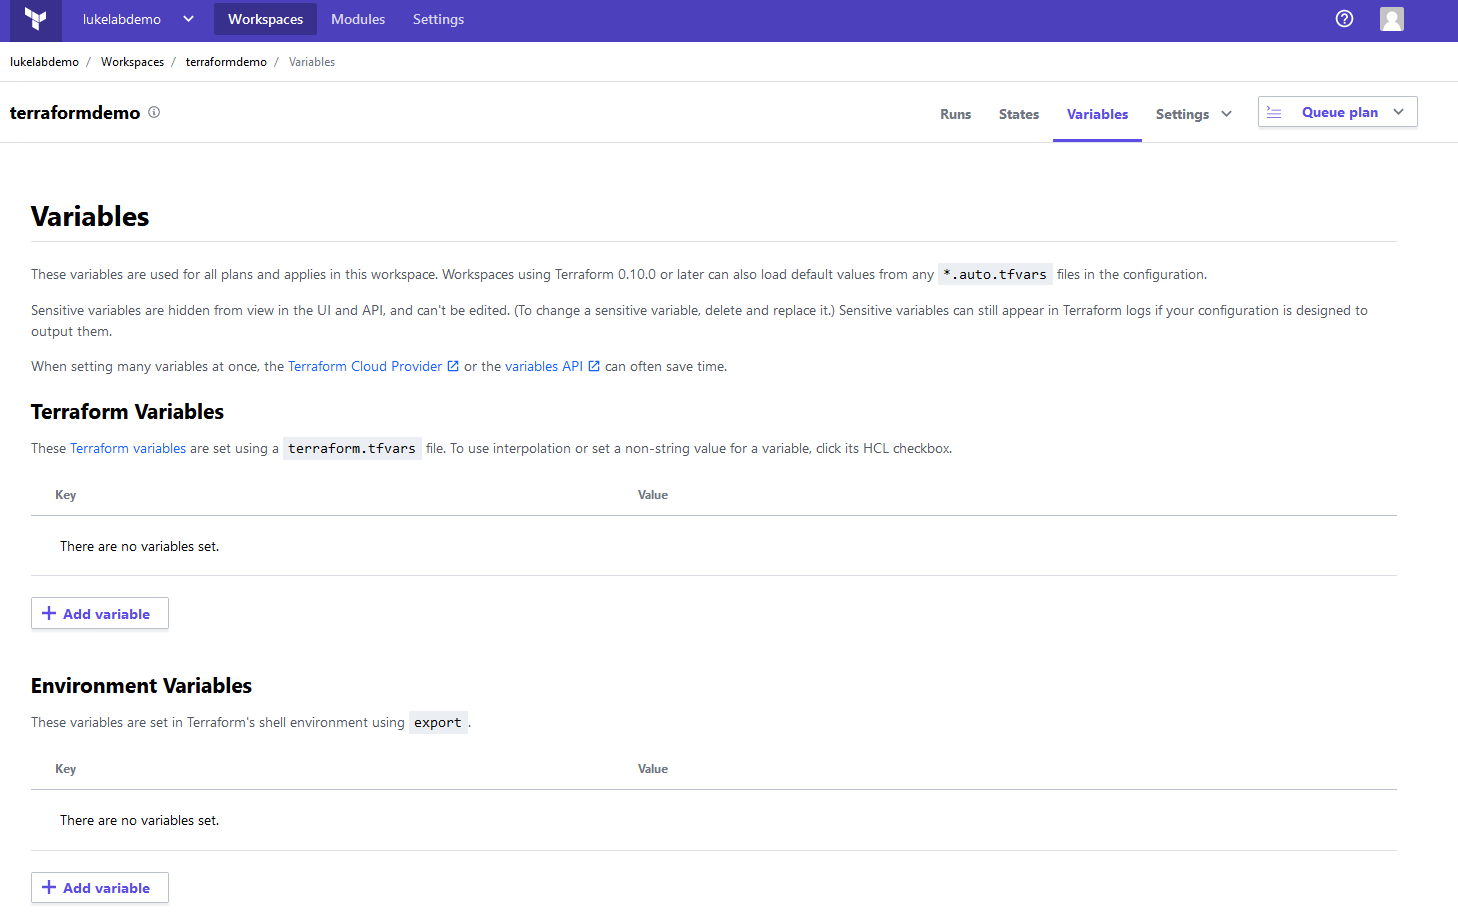 lukelabdemo Workspaces Modules Settings
lukelabdemo / Workspaces / terraformdemo / Variables
terraformdemo Runs States Variables Settings Queue plan
Variables
These variables are used for all plans and applies in this workspace. Workspaces using Terraform 0.10.0 or later can also load default values from any *.auto.tfvars files in the configuration.
Sensitive variables are hidden from view in the UI and API, and can't be edited. (To change a sensitive variable, delete and replace it.) Sensitive variables can still appear in Terraform logs if your configuration is designed to
output them.
When setting many variables at once, the Terraform Cloud Provider or the variables API can often save time.
Terraform Variables
These Terraform variables are set using a terraform.tfvars file. To use interpolation or set a non-string value for a variable, click its HCL checkbox.
Key Value
There are no variables set.
+ Add variable
Environment Variables
These variables are set in Terraform's shell environment using export.
Key Value
There are no variables set.
+ Add variable